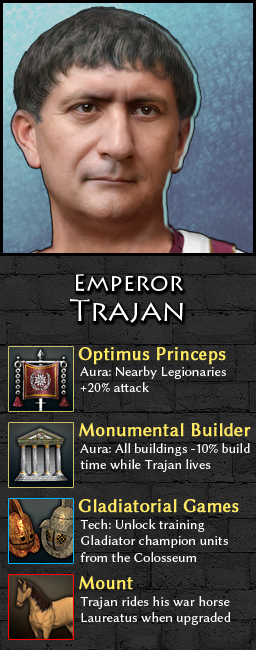 Emperor
Trajan
Optimus Princeps
Aura: Nearby Legionaries
+20% attack
Monumental Builder
Aura: All buildings -10% build
time while Trajan lives
Gladiatorial Games
Tech: Unlock training
Gladiator champion units
from the Colosseum
Mount
Trajan rides his war horse
Laureatus when upgraded